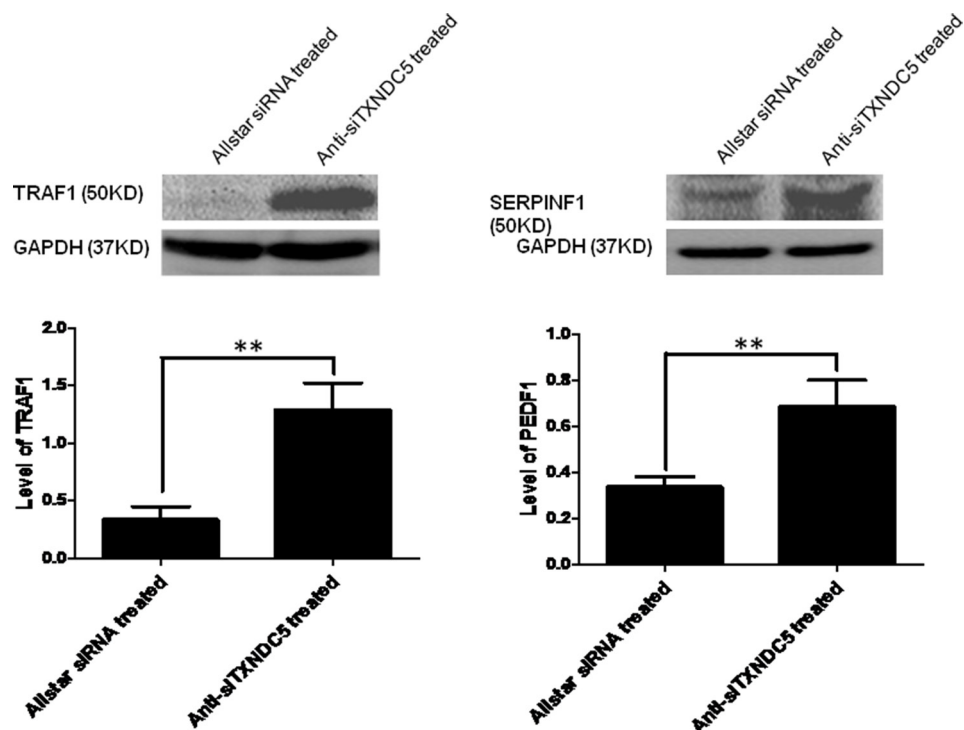 Allstar siRNA treated
Anti-siTXNDC5 treated
TRAF1 (50KD)
GAPDH (37KD)
2.0
1.5
1.0
0.5
0.0
Level of TRAF1
**
Allstar siRNA treated
Anti-siTXNDC5 treated
Allstar siRNA treated
Anti-siTXNDC5 treated
SERPINF1
(50KD)
GAPDH (37KD)
1.0
0.8
0.6
0.4
0.2
0.0
Level of PEDF1
**
Allstar siRNA treated
Anti-siTXNDC5 treated